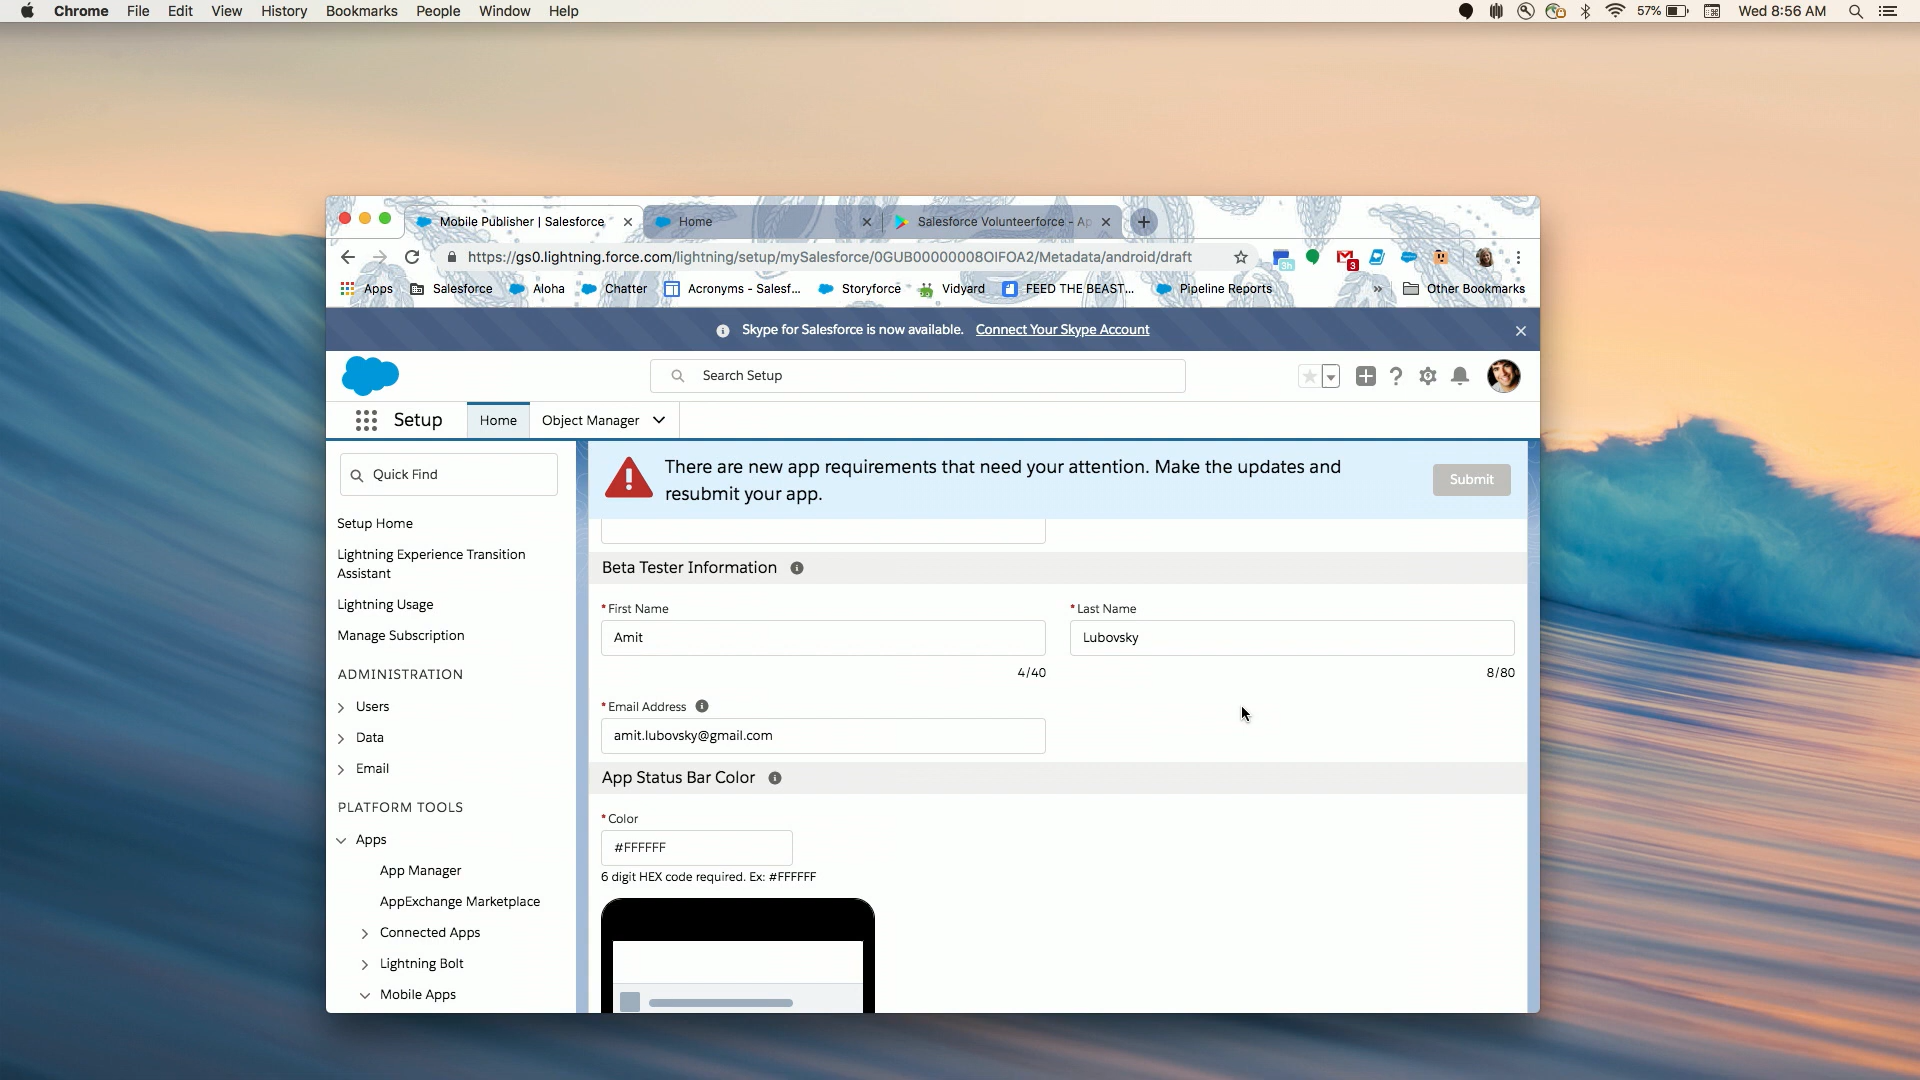 Chrome File Edit View History Bookmarks People Window Help 57% Wed 8:56 AM
Mobile Publisher | Salesforce Home Salesforce Volunteerforce - Ap
https://gs0.lightning.force.com/lightning/setup/mySalesforce/0GUB00000008OIFOA2/Metadata/android/draft 3h 3
Apps Salesforce Aloha Chatter Acronyms - Salesf... Storyforce Vidyard FEED THE BEAST... Pipeline Reports » Other Bookmarks
Skype for Salesforce is now available. Connect Your Skype Account
Search Setup
Setup Home Object Manager
Quick Find
Setup Home
Lightning Experience Transition
Assistant
Lightning Usage
Manage Subscription
ADMINISTRATION
Users
Data
Email
PLATFORM TOOLS
Apps
App Manager
AppExchange Marketplace
Connected Apps
Lightning Bolt
Mobile Apps
There are new app requirements that need your attention. Make the updates and
resubmit your app.
Submit
Beta Tester Information
* First Name
Amit
4/40
* Last Name
Lubovsky
8/80
* Email Address
amit.lubovsky@gmail.com
App Status Bar Color
* Color
#FFFFFF
6 digit HEX code required. Ex: #FFFFFF